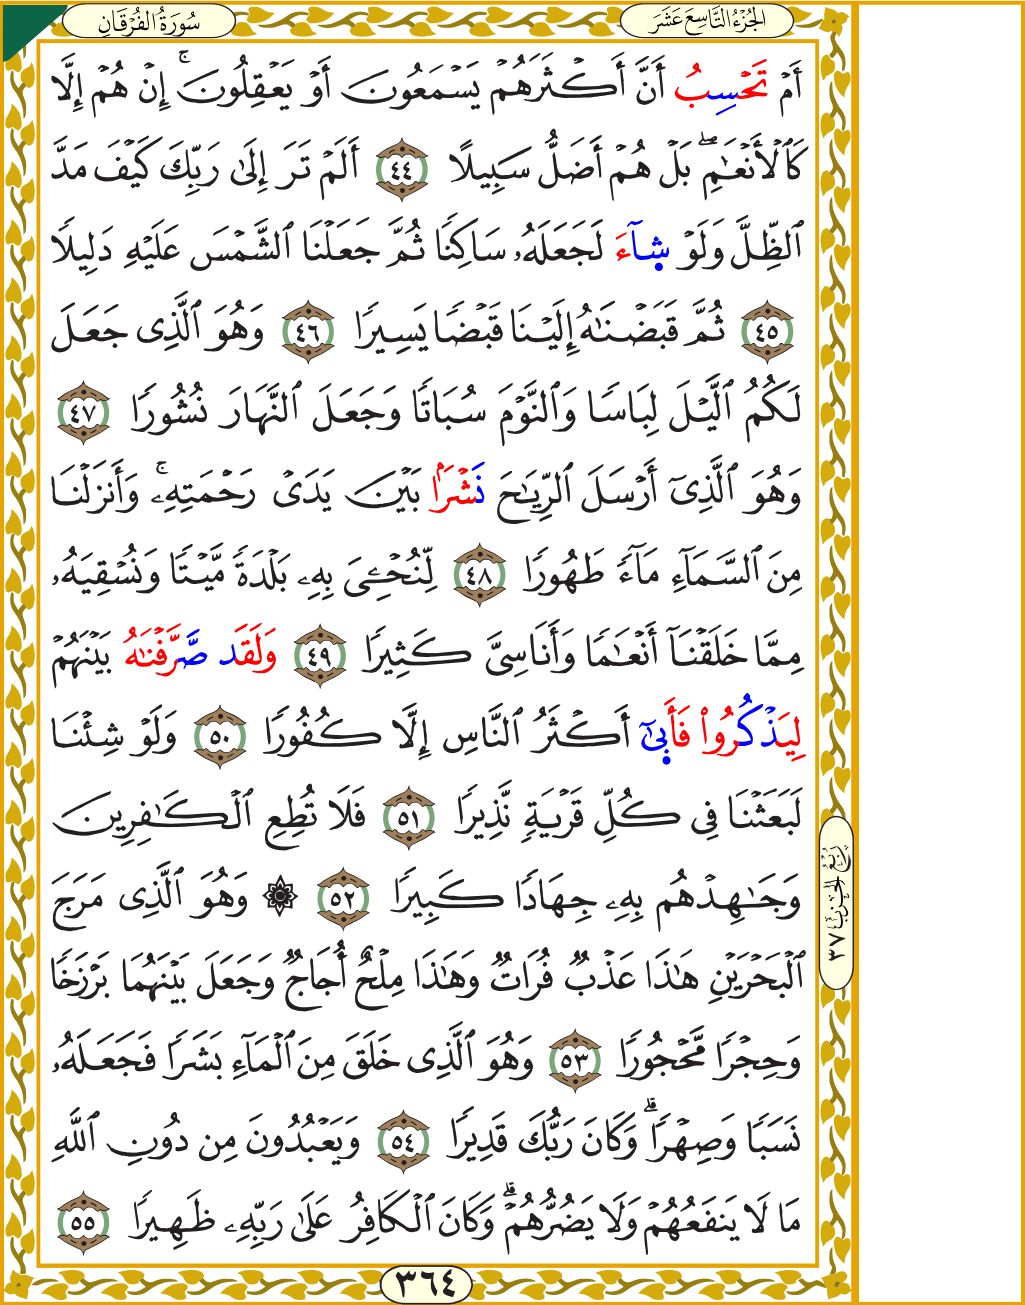 سُورَةُ الفُرْقَانِ
الجُزْءُ التَّاسِعَ عَشَرَ
أَمْ تَحْسِبُ أَنَّ أَكْثَرَهُمْ يَسْمَعُونَ أَوْ يَعْقِلُونَ ۚ إِنْ هُمْ إِلَّا
كَٱلْأَنْعَٰمِ ۖ بَلْ هُمْ أَضَلُّ سَبِيلًا ٤٤ أَلَمْ تَرَ إِلَىٰ رَبِّكَ كَيْفَ مَدَّ
ٱلظِّلَّ وَلَوْ شَآءَ لَجَعَلَهُۥ سَاكِنًا ثُمَّ جَعَلْنَا ٱلشَّمْسَ عَلَيْهِ دَلِيلًا
٤٥ ثُمَّ قَبَضْنَٰهُ إِلَيْنَا قَبْضًا يَسِيرًا ٤٦ وَهُوَ ٱلَّذِى جَعَلَ
لَكُمُ ٱلَّيْلَ لِبَاسًا وَٱلنَّوْمَ سُبَاتًا وَجَعَلَ ٱلنَّهَارَ نُشُورًا ٤٧
وَهُوَ ٱلَّذِىٓ أَرْسَلَ ٱلرِّيَٰحَ نَشْرًۢا بَيْنَ يَدَىْ رَحْمَتِهِۦ ۚ وَأَنزَلْنَا
مِنَ ٱلسَّمَآءِ مَآءً طَهُورًا ٤٨ لِّنُحْـِۧىَ بِهِۦ بَلْدَةً مَّيْتًا وَنُسْقِيَهُۥ
مِمَّا خَلَقْنَآ أَنْعَٰمًا وَأَنَاسِىَّ كَثِيرًا ٤٩ وَلَقَد صَّرَّفْنَٰهُ بَيْنَهُمْ
لِيَذْكُرُوا۟ فَأَبَىٰٓ أَكْثَرُ ٱلنَّاسِ إِلَّا كُفُورًا ٥٠ وَلَوْ شِئْنَا
لَبَعَثْنَا فِى كُلِّ قَرْيَةٍ نَّذِيرًا ٥١ فَلَا تُطِعِ ٱلْكَٰفِرِينَ
وَجَٰهِدْهُم بِهِۦ جِهَادًا كَبِيرًا ٥٢ ۞ وَهُوَ ٱلَّذِى مَرَجَ
ٱلْبَحْرَيْنِ هَٰذَا عَذْبٌ فُرَاتٌ وَهَٰذَا مِلْحٌ أُجَاجٌ وَجَعَلَ بَيْنَهُمَا بَرْزَخًا
وَحِجْرًا مَّحْجُورًا ٥٣ وَهُوَ ٱلَّذِى خَلَقَ مِنَ ٱلْمَآءِ بَشَرًا فَجَعَلَهُۥ
نَسَبًا وَصِهْرًا ۗ وَكَانَ رَبُّكَ قَدِيرًا ٥٤ وَيَعْبُدُونَ مِن دُونِ ٱللَّهِ
مَا لَا يَنفَعُهُمْ وَلَا يَضُرُّهُمْ ۗ وَكَانَ ٱلْكَافِرُ عَلَىٰ رَبِّهِۦ ظَهِيرًا ٥٥
رُبْعُ الحِزْبِ ٣٧
٣٦٤